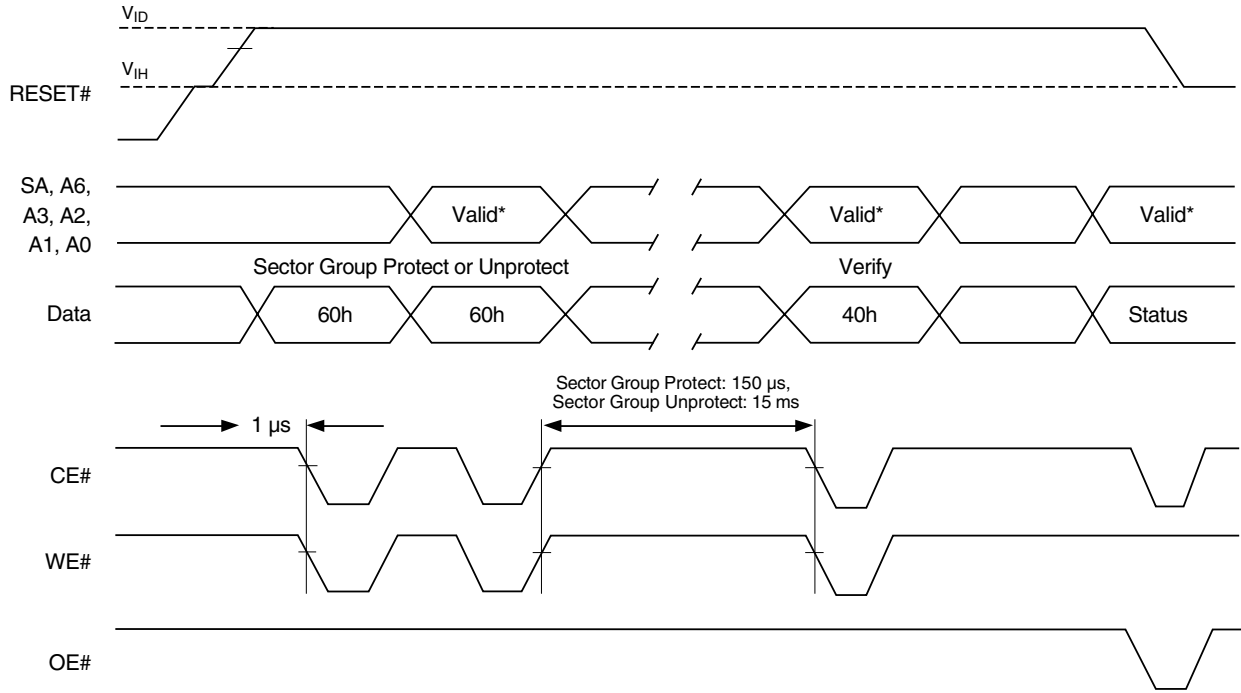 VID
VIH
RESET#
SA, A6,
A3, A2,
A1, A0
Valid*
Valid*
Valid*
Sector Group Protect or Unprotect
Verify
Data
60h
60h
40h
Status
Sector Group Protect: 150 µs,
Sector Group Unprotect: 15 ms
1 µs
CE#
WE#
OE#